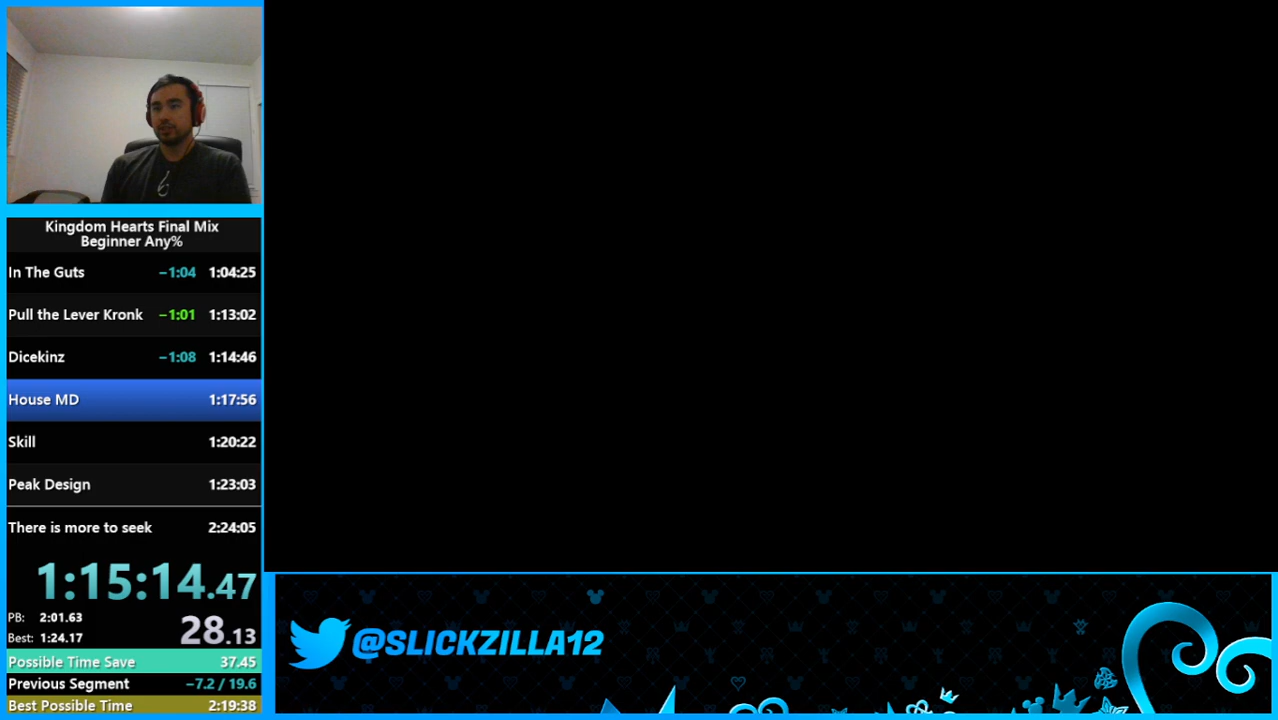 Kingdom Hearts Final Mix
Beginner Any%
In The Guts −1:04 1:04:25
Pull the Lever Kronk −1:01 1:13:02
Dicekinz −1:08 1:14:46
House MD 1:17:56
Skill 1:20:22
Peak Design 1:23:03
There is more to seek 2:24:05
1:15:14.47
PB: 2:01.63
Best: 1:24.17
28.13
Possible Time Save 37.45
Previous Segment −7.2 / 19.6
Best Possible Time 2:19:38
@SLICKZILLA12